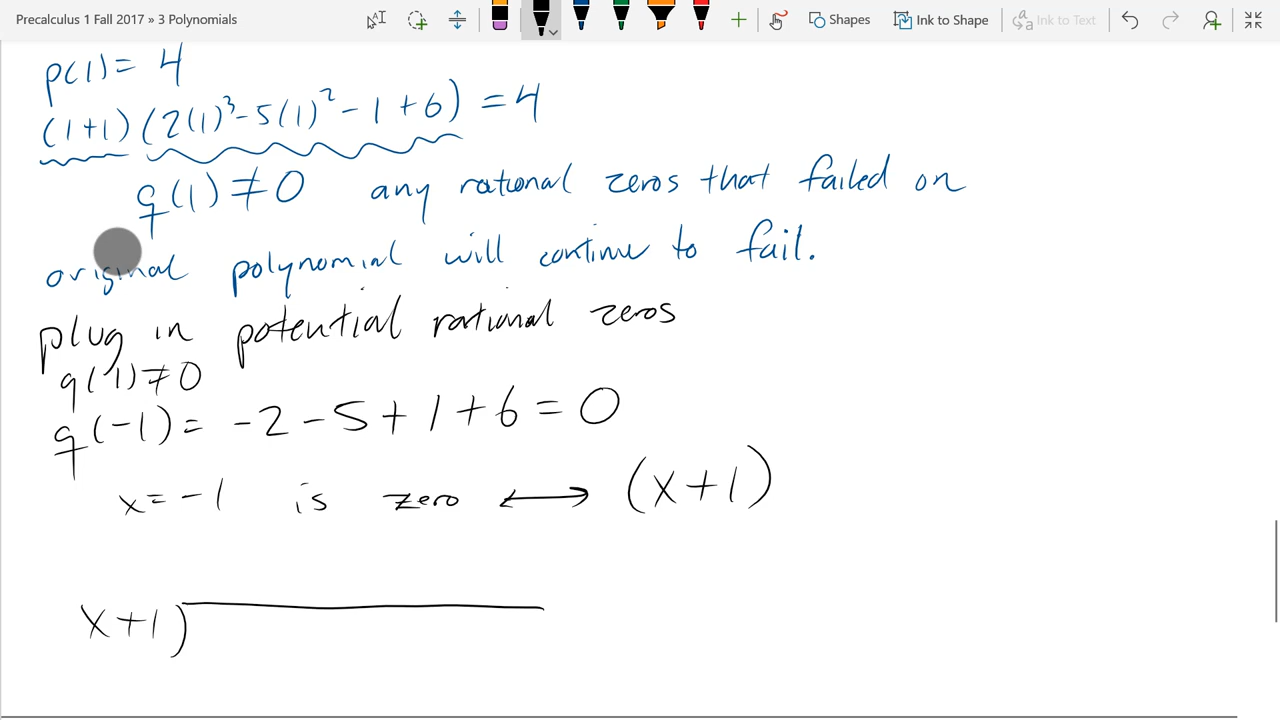 Precalculus 1 Fall 2017 » 3 Polynomials
Shapes
Ink to Shape
Ink to Text
p(1) = 4
(1+1)(2(1)³-5(1)²-1+6) = 4
q(1) ≠ 0 any rational zeros that failed on
original polynomial will continue to fail.
plug in potential rational zeros
q(1) ≠ 0
q(-1) = -2-5+1+6 = 0
x = -1 is zero ⟷ (x+1)
x+1)